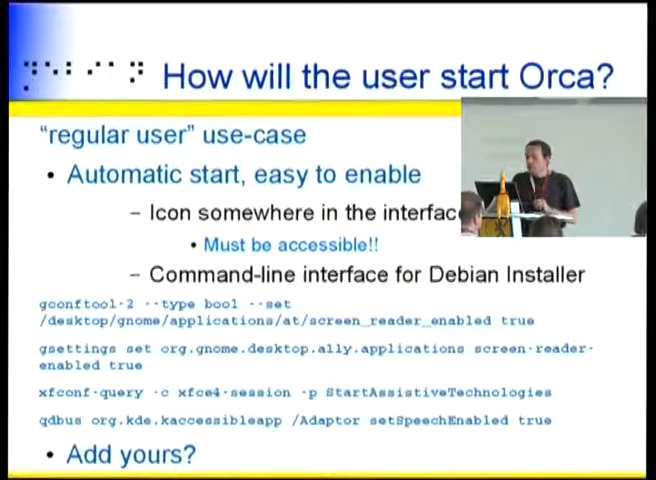 How will the user start Orca?
“regular user” use-case
• Automatic start, easy to enable
– Icon somewhere in the interface
• Must be accessible!!
– Command-line interface for Debian Installer
gconftool-2 --type bool --set
/desktop/gnome/applications/at/screen_reader_enabled true
gsettings set org.gnome.desktop.a11y.applications screen-reader-
enabled true
xfconf-query -c xfce4-session -p StartAssistiveTechnologies
qdbus org.kde.kaccessibleapp /Adaptor setSpeechEnabled true
• Add yours?